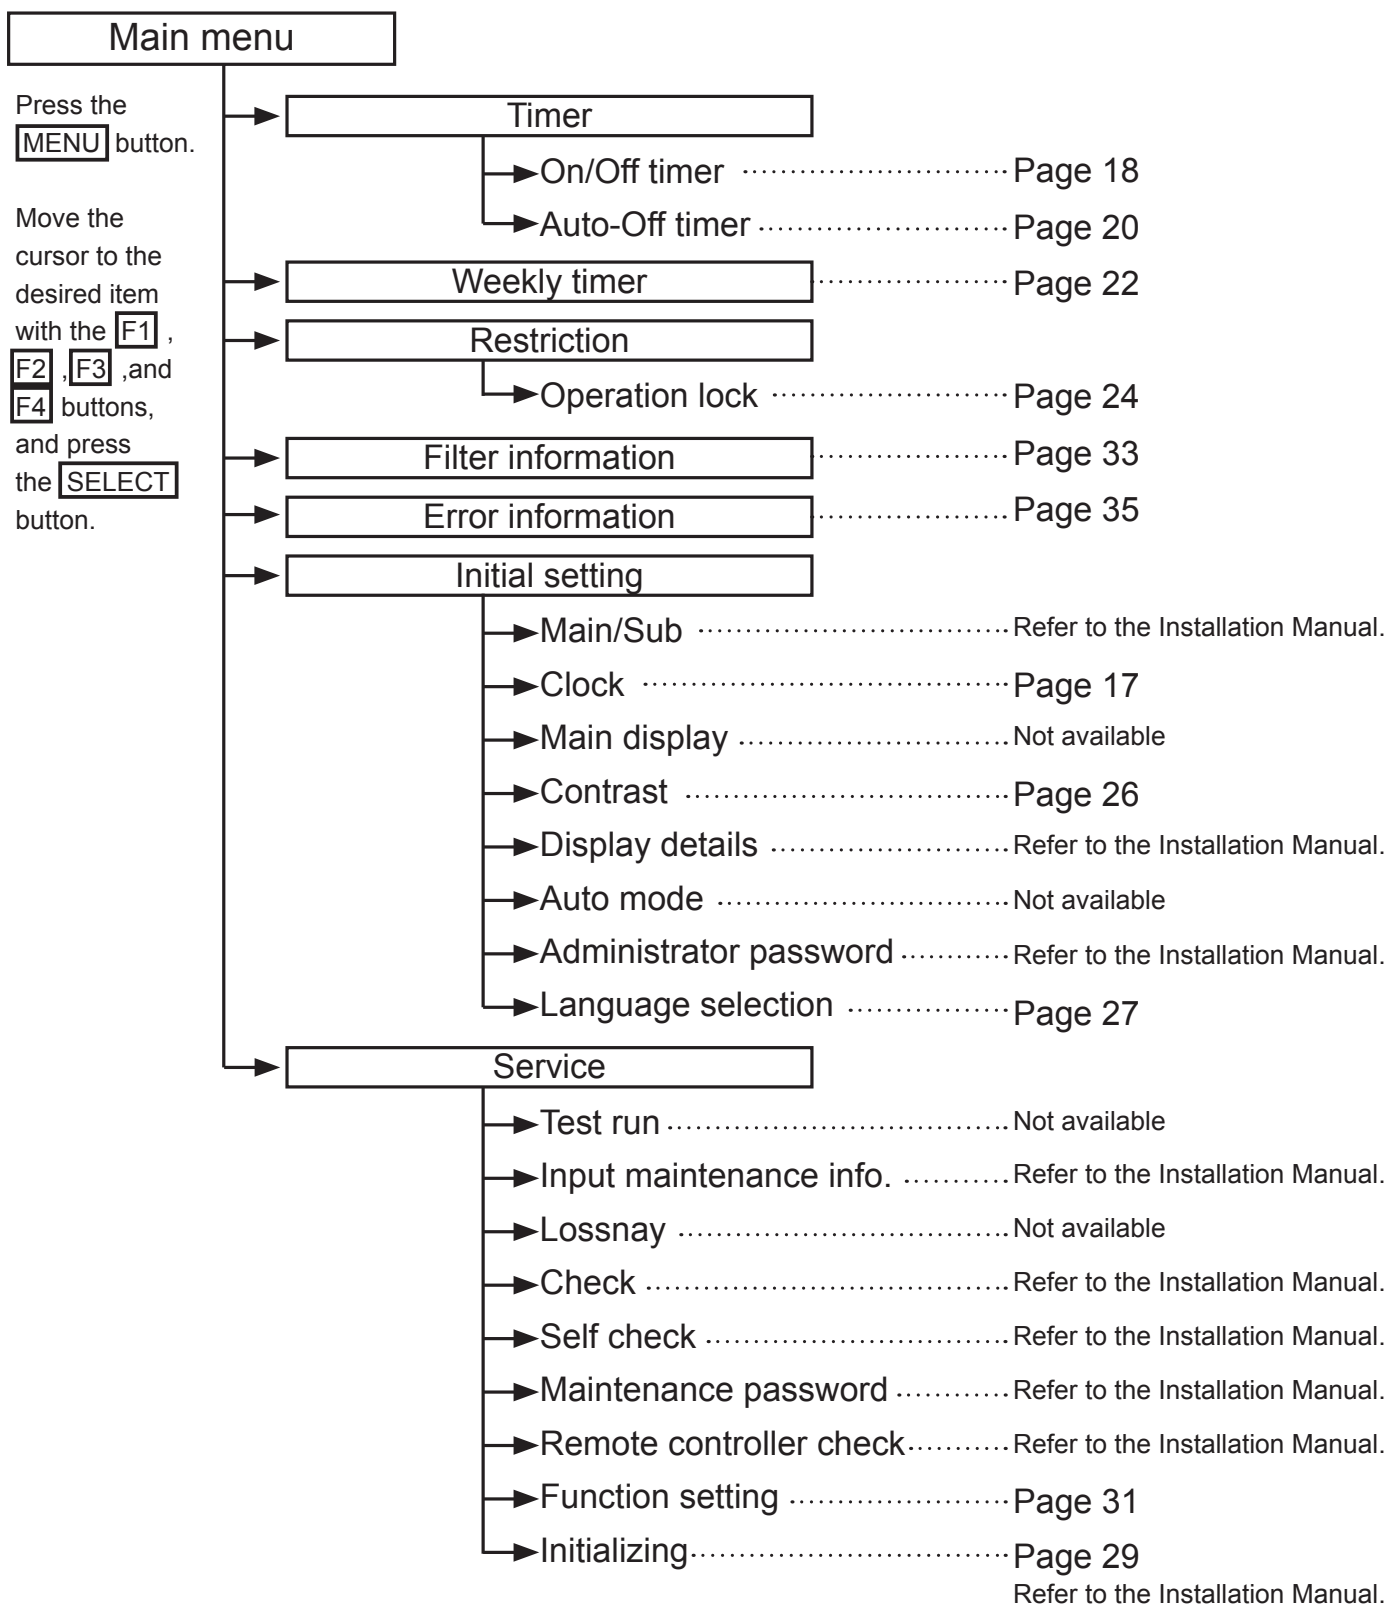 Main menu
Press the
MENU button.
Move the
cursor to the
desired item
with the F1 ,
F2 , F3 ,and
F4 buttons,
and press
the SELECT
button.
Timer
On/Off timer Page 18
Auto-Off timer Page 20
Weekly timer Page 22
Restriction
Operation lock Page 24
Filter information Page 33
Error information Page 35
Initial setting
Main/Sub Refer to the Installation Manual.
Clock Page 17
Main display Not available
Contrast Page 26
Display details Refer to the Installation Manual.
Auto mode Not available
Administrator password Refer to the Installation Manual.
Language selection Page 27
Service
Test run Not available
Input maintenance info. Refer to the Installation Manual.
Lossnay Not available
Check Refer to the Installation Manual.
Self check Refer to the Installation Manual.
Maintenance password Refer to the Installation Manual.
Remote controller check Refer to the Installation Manual.
Function setting Page 31
Initializing Page 29
Refer to the Installation Manual.